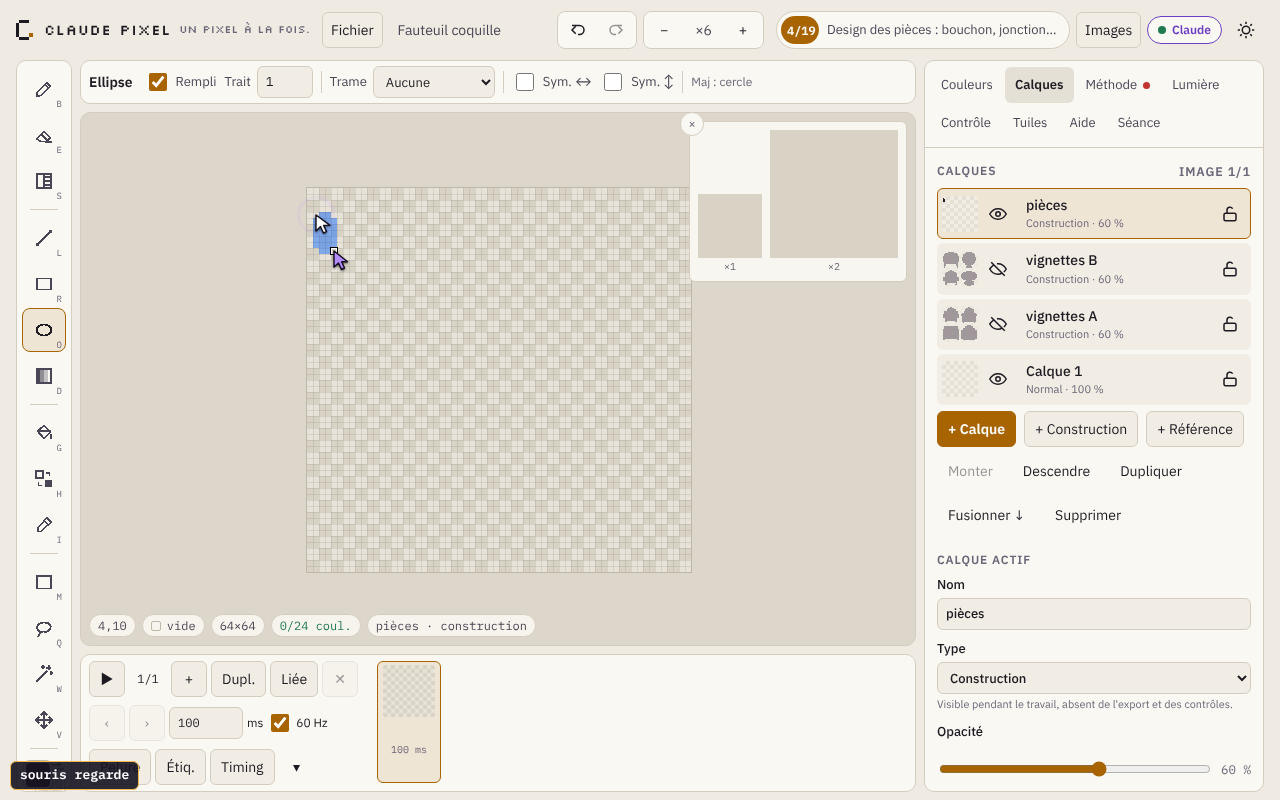 CLAUDE PIXEL UN PIXEL À LA FOIS. Fichier Fauteuil coquille − ×6 + 4/19 Design des pièces : bouchon, jonction… Images Claude
Ellipse Rempli Trait 1 Trame Aucune Sym. ↔ Sym. ↕ Maj : cercle
B
E
S
L
R
O
D
G
H
I
M
Q
W
V
×
×1 ×2
4,10 vide 64×64 0/24 coul. pièces · construction
1/1 + Dupl. Liée ×
‹ › 100 ms 60 Hz
Étiq. Timing ▼
100 ms
souris regarde
Couleurs Calques Méthode Lumière
Contrôle Tuiles Aide Séance
CALQUES IMAGE 1/1
pièces
Construction · 60 %
vignettes B
Construction · 60 %
vignettes A
Construction · 60 %
Calque 1
Normal · 100 %
+ Calque + Construction + Référence
Monter Descendre Dupliquer
Fusionner ↓ Supprimer
CALQUE ACTIF
Nom
pièces
Type
Construction
Visible pendant le travail, absent de l'export et des contrôles.
Opacité
60 %